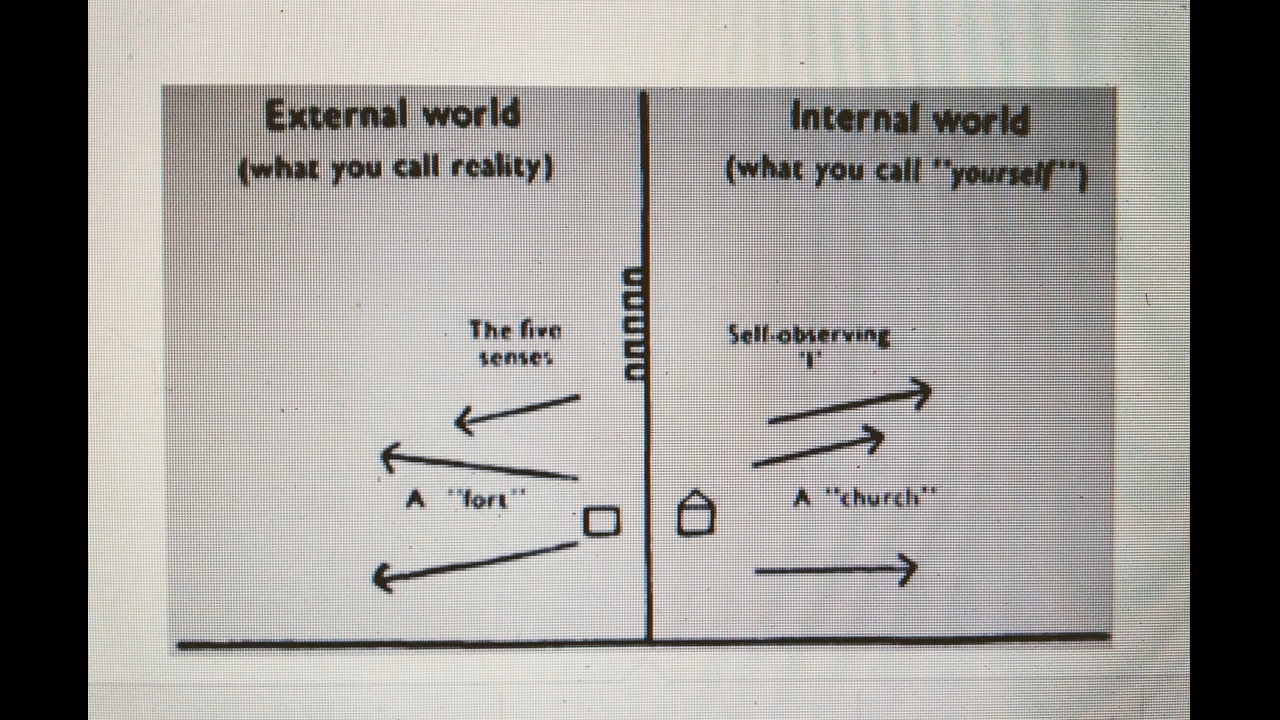 External world
(what you call reality)
Internal world
(what you call "yourself")
The five
senses
Self-observing
'I'
A "fort"
A "church"